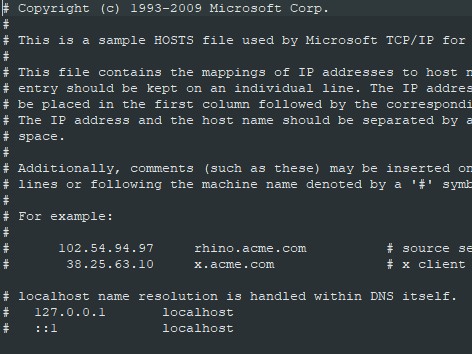 # Copyright (c) 1993-2009 Microsoft Corp.
#
# This is a sample HOSTS file used by Microsoft TCP/IP for
#
# This file contains the mappings of IP addresses to host
# entry should be kept on an individual line. The IP
# be placed in the first column followed by the
# The IP address and the host name should be separated by a
# space.
#
# Additionally, comments (such as these) may be inserted on
# lines or following the machine name denoted by a '#'
#
# For example:
#
#      102.54.94.97     rhino.acme.com          # source
#       38.25.63.10     x.acme.com              # x client

# localhost name resolution is handled within DNS itself.
#   127.0.0.1       localhost
#   ::1             localhost